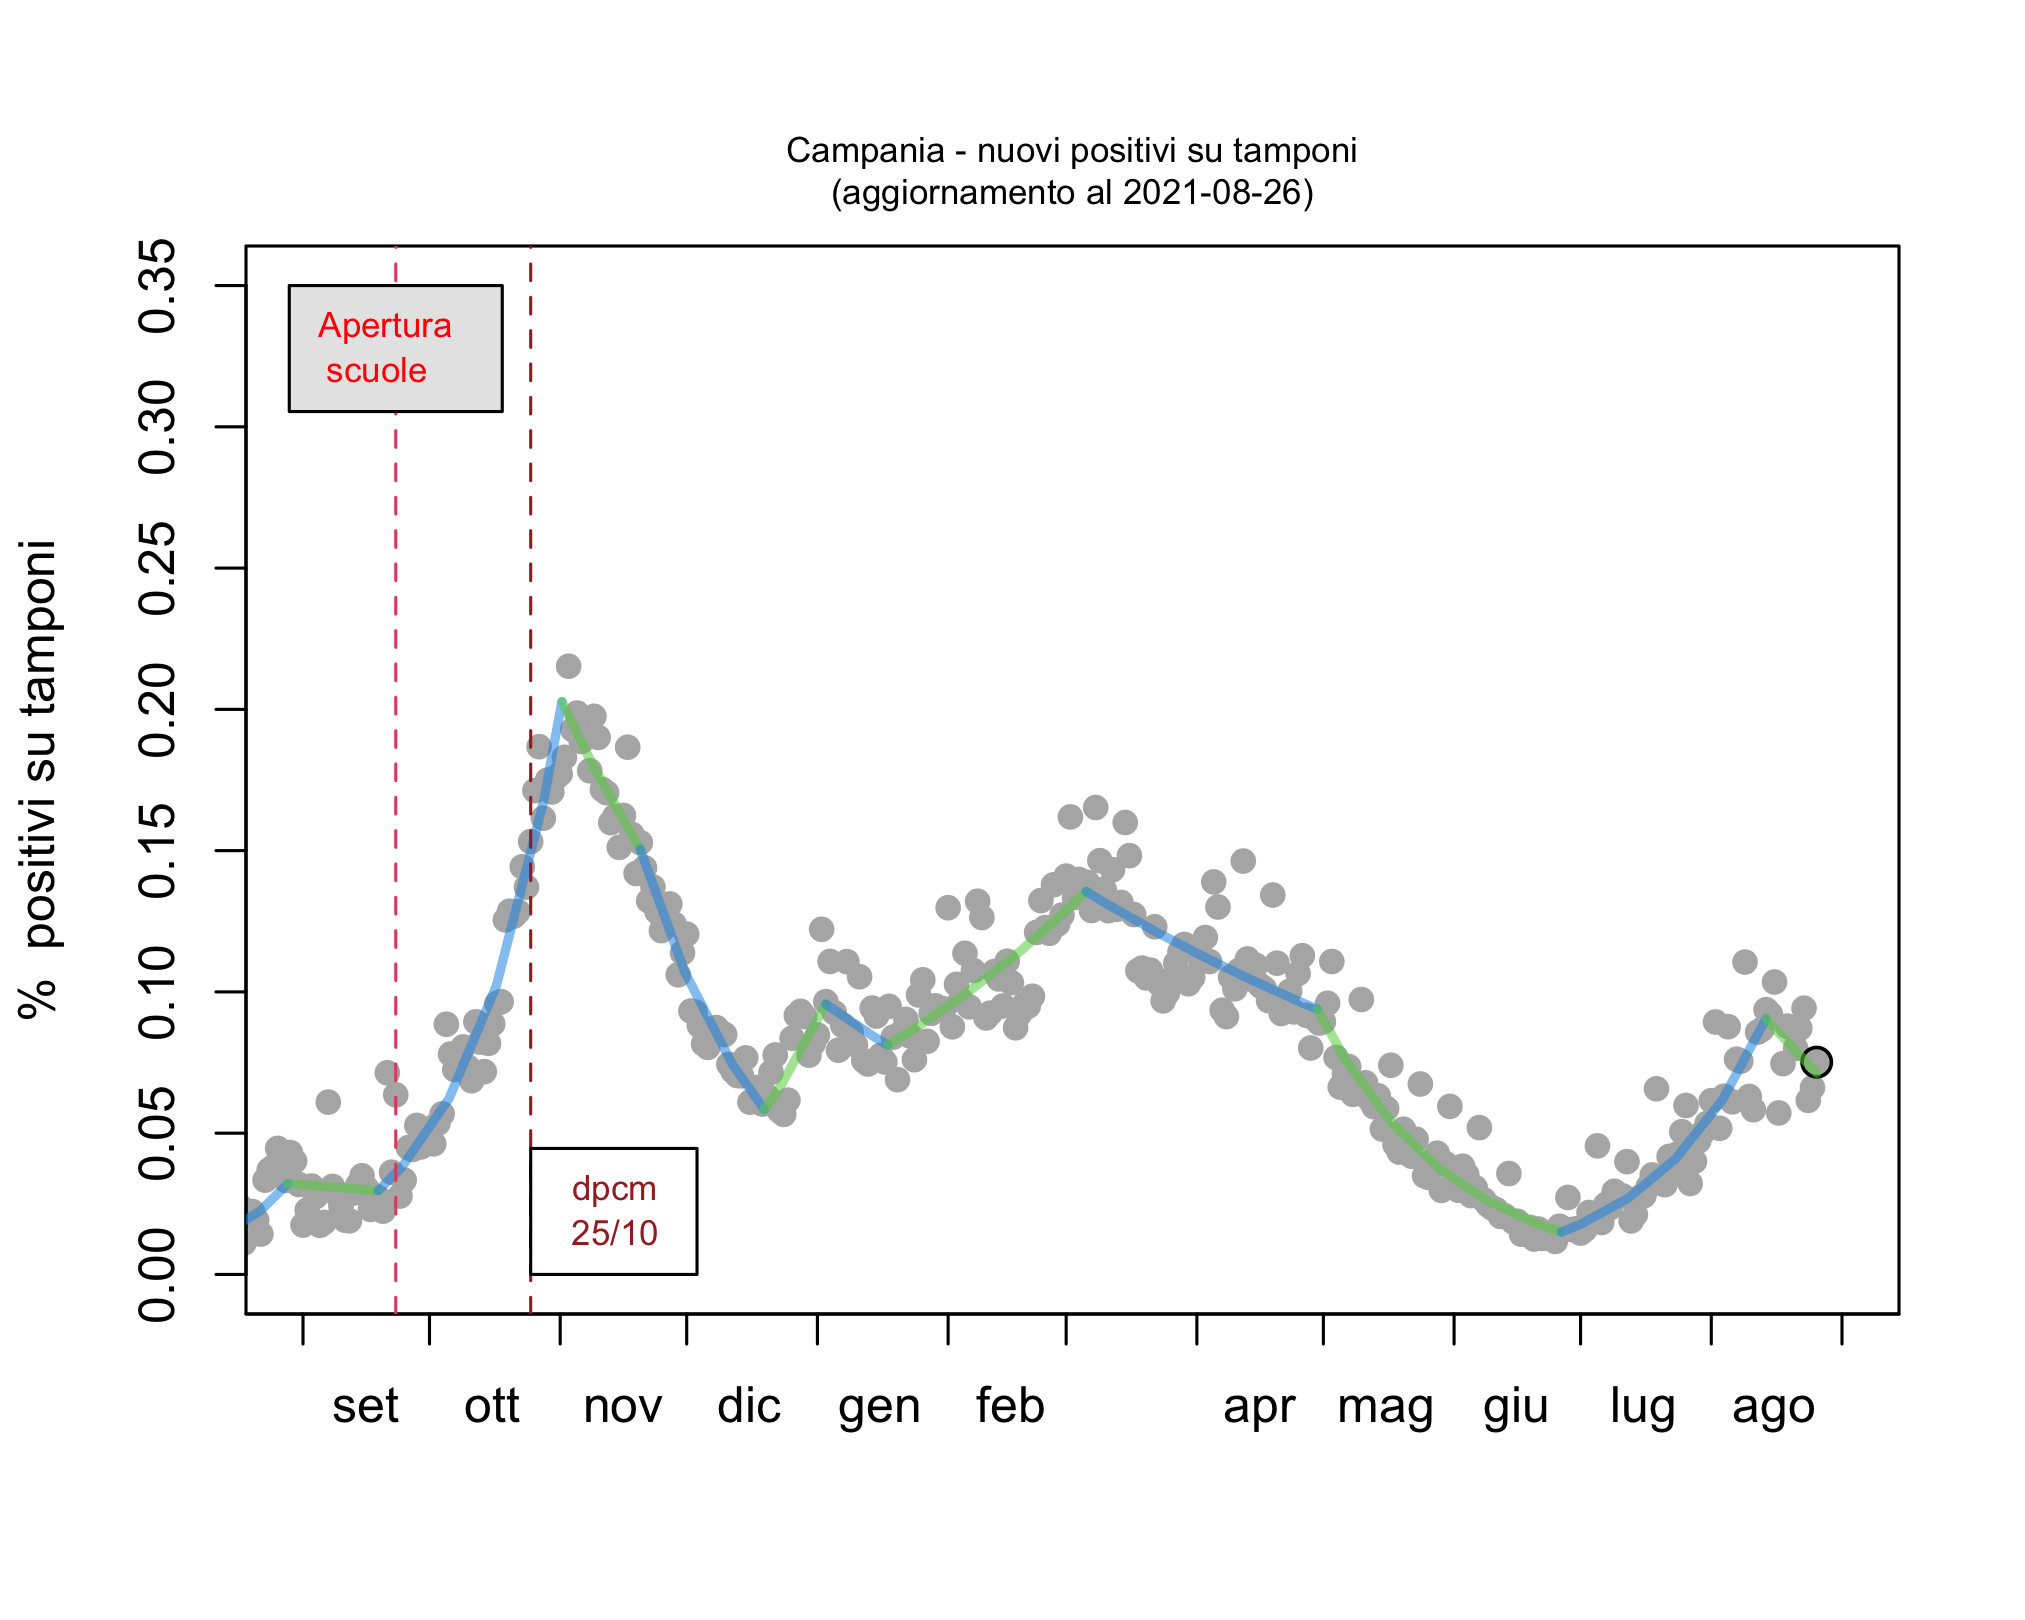 Campania - nuovi positivi su tamponi
(aggiornamento al 2021-08-26)
% positivi su tamponi
0.35
0.30
0.25
0.20
0.15
0.10
0.05
0.00
Apertura
scuole
dpcm
25/10
set ott nov dic gen feb apr mag giu lug ago